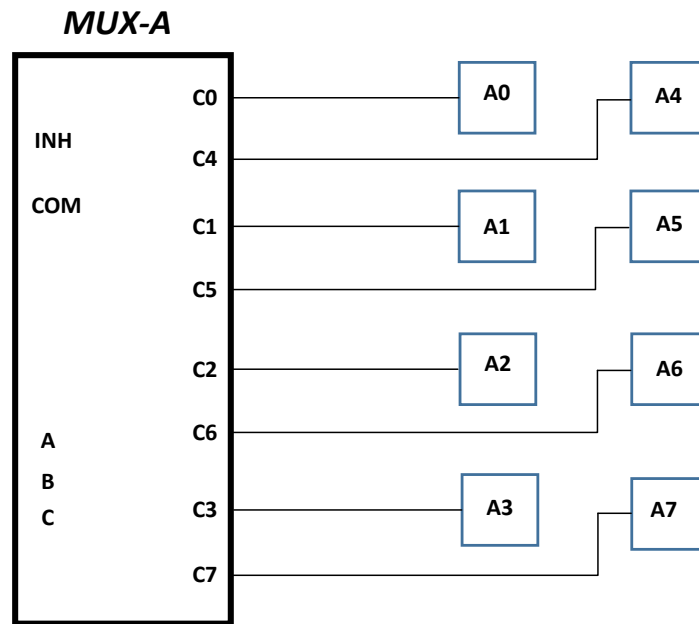 MUX-A
C0 A0 A4
INH
C4
COM
C1 A1 A5
C5
C2 A2 A6
A
C6
B
C C3 A3 A7
C7